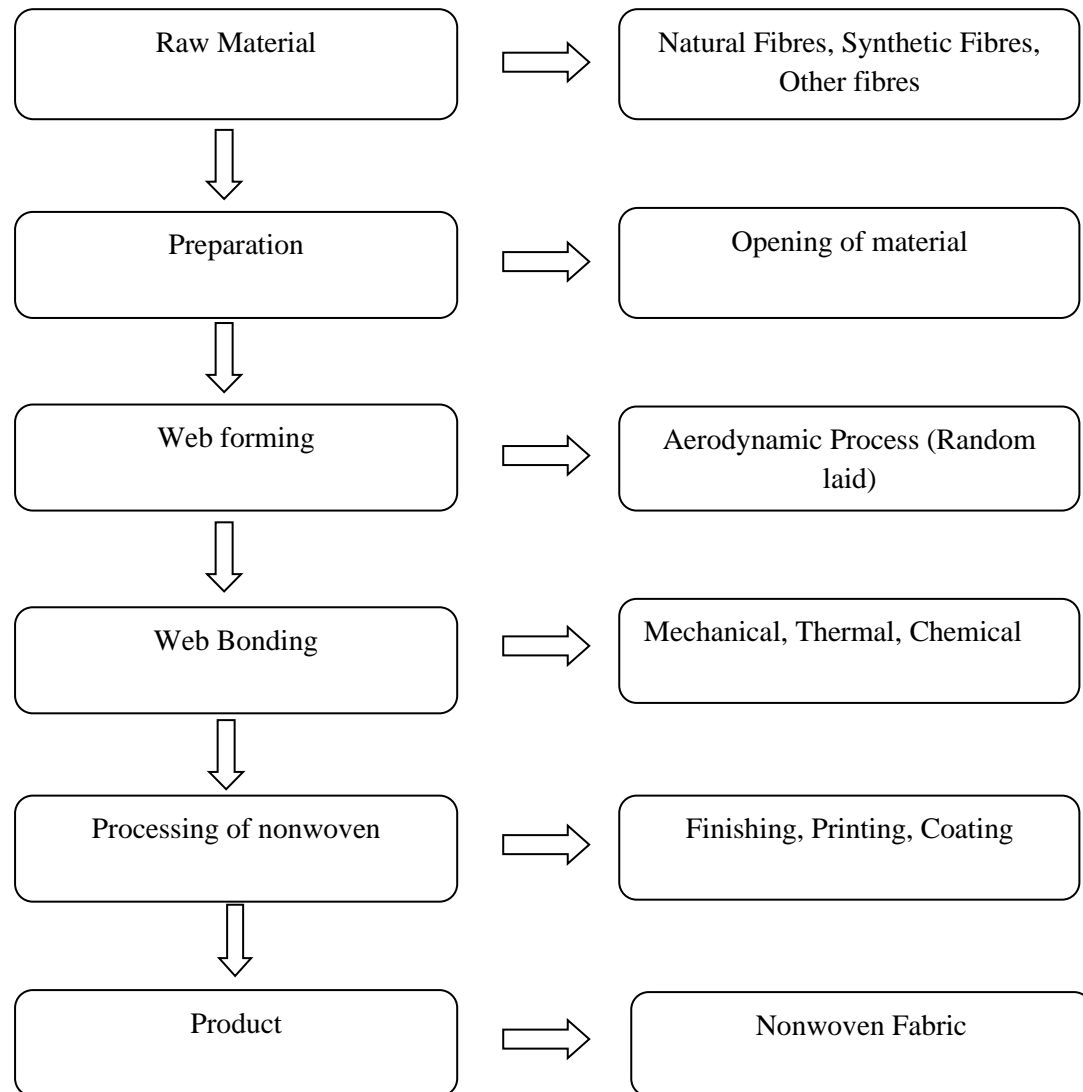 Raw Material
Natural Fibres, Synthetic Fibres,
Other fibres
Preparation
Opening of material
Web forming
Aerodynamic Process (Random
laid)
Web Bonding
Mechanical, Thermal, Chemical
Processing of nonwoven
Finishing, Printing, Coating
Product
Nonwoven Fabric